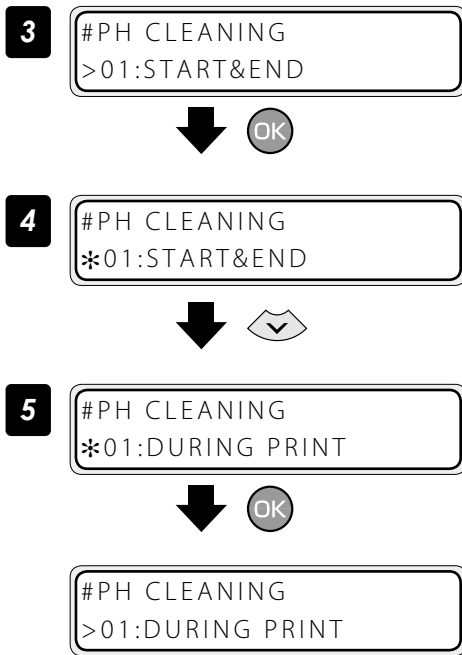 3
#PH CLEANING
>01:START&END
OK
4
#PH CLEANING
*01:START&END
5
#PH CLEANING
*01:DURING PRINT
OK
#PH CLEANING
>01:DURING PRINT